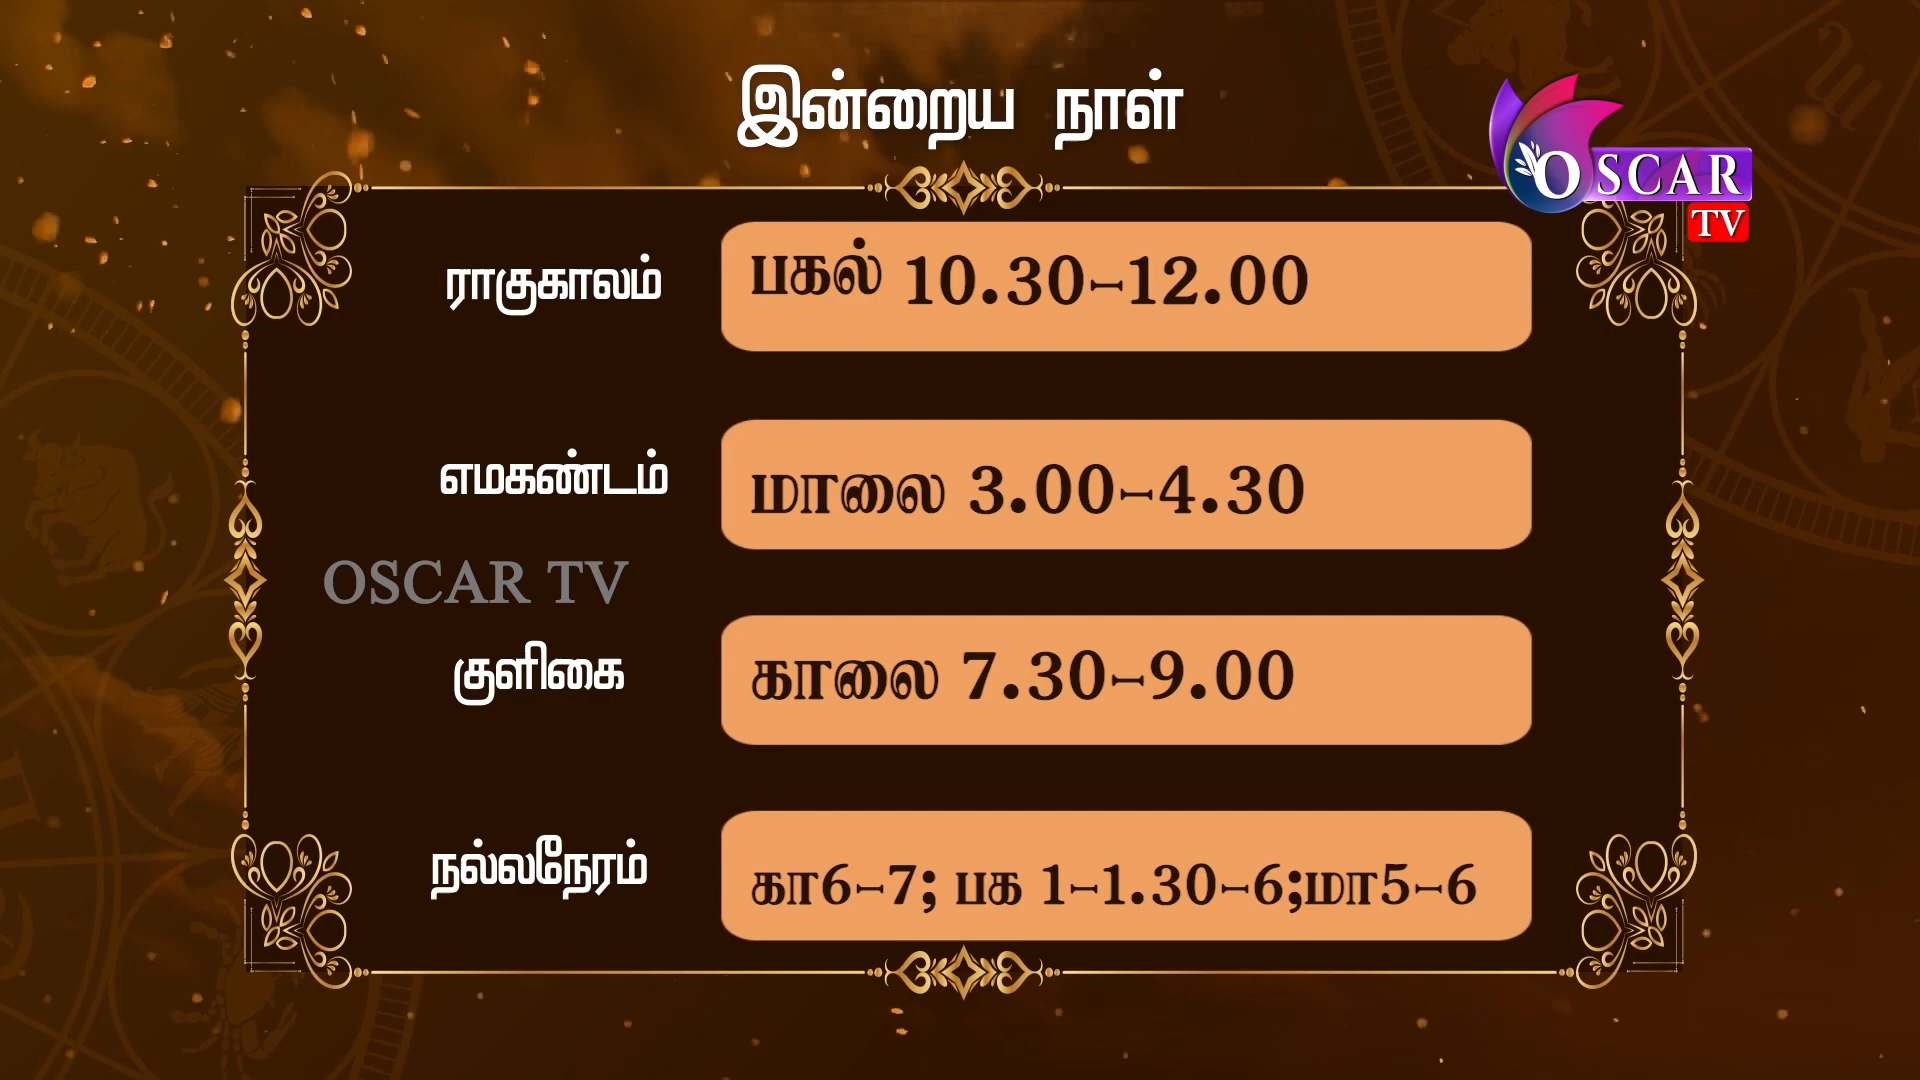 இன்றைய நாள்
OSCAR
TV
ராகுகாலம் பகல் 10.30-12.00
எமகண்டம் மாலை 3.00-4.30
OSCAR TV
குளிகை காலை 7.30-9.00
நல்லநேரம் கா6-7; பக 1-1.30-6;மா5-6